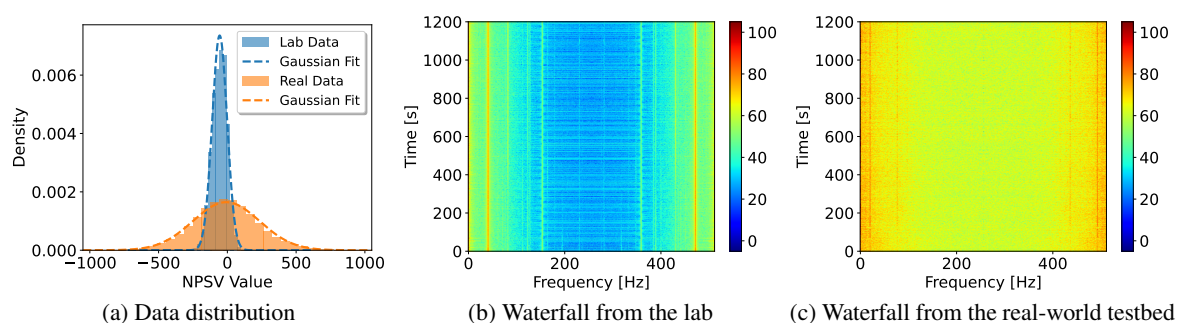 Density
0.006
0.004
0.002
0.000
−1000 −500 0 500 1000
NPSV Value
Lab Data
Gaussian Fit
Real Data
Gaussian Fit
(a) Data distribution
Time [s]
1200
1000
800
600
400
200
0
0 200 400
Frequency [Hz]
100
80
60
40
20
0
(b) Waterfall from the lab
Time [s]
1200
1000
800
600
400
200
0
0 200 400
Frequency [Hz]
100
80
60
40
20
0
(c) Waterfall from the real-world testbed